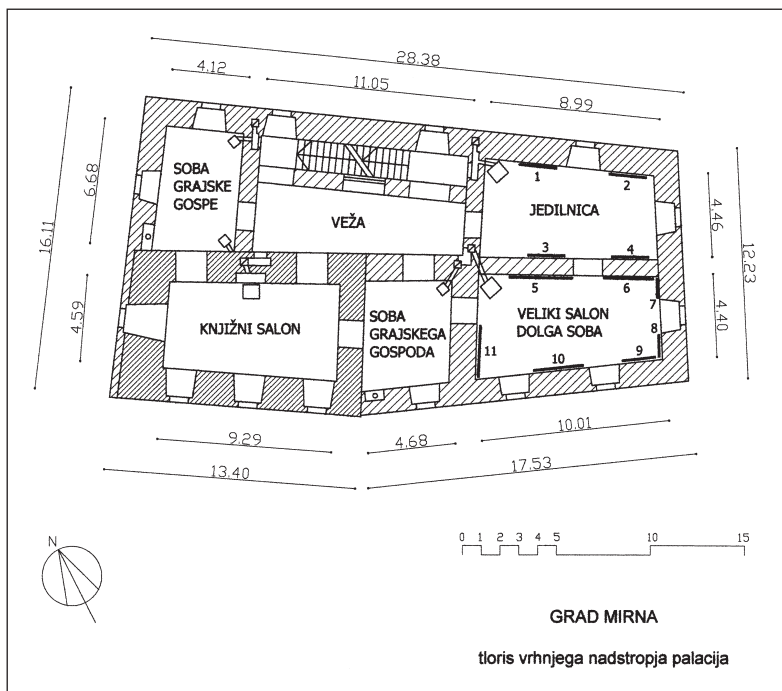 28.38
4.12
11.05
8.99
6.68
16.11
4.59
SOBA
GRAJSKE
GOSPE
VEŽA
JEDILNICA
1
2
3
4
4.46
12.23
4.40
KNJIŽNI SALON
SOBA
GRAJSKEGA
GOSPODA
VELIKI SALON
DOLGA SOBA
5
6
7
8
9
10
11
9.29
4.68
10.01
13.40
17.53
N
0 1 2 3 4 5 10 15
GRAD MIRNA
tloris vrhnjega nadstropja palacija